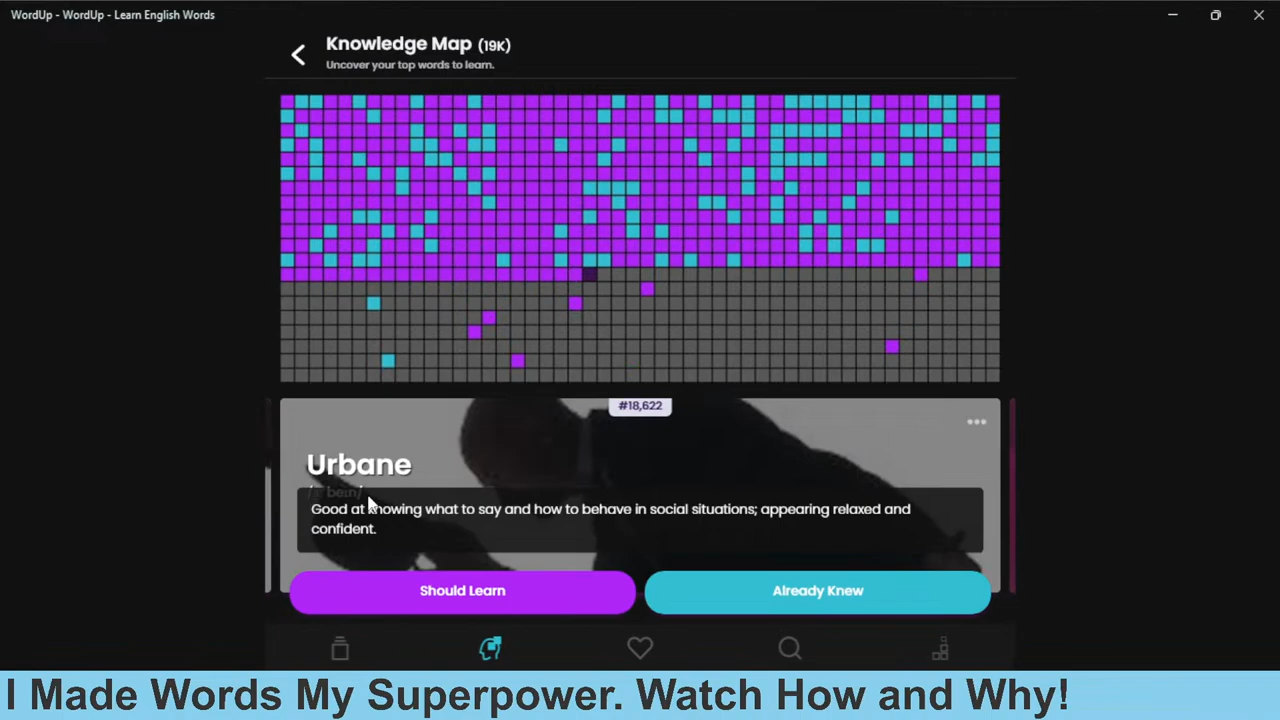 WordUp - WordUp - Learn English Words
Knowledge Map (19K)
Uncover your top words to learn.
#18,622
Urbane
Good at knowing what to say and how to behave in social situations; appearing relaxed and
confident.
Should Learn
Already Knew
I Made Words My Superpower. Watch How and Why!